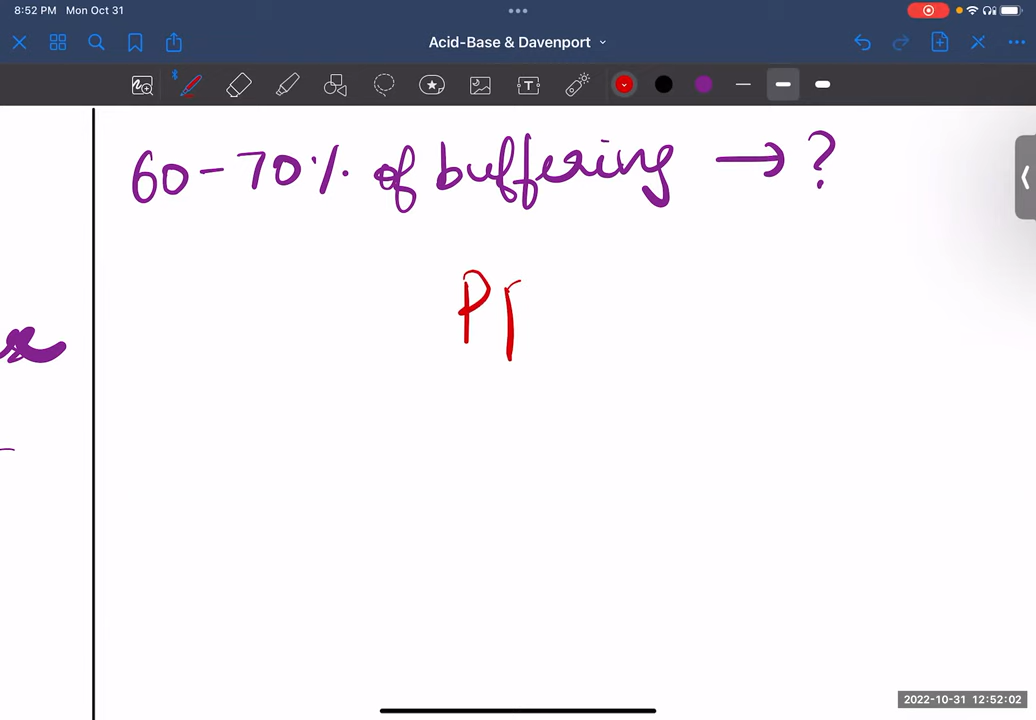 8:52 PM Mon Oct 31
Acid-Base & Davenport
60-70% of buffering → ?
Pr
2022-10-31 12:52:02